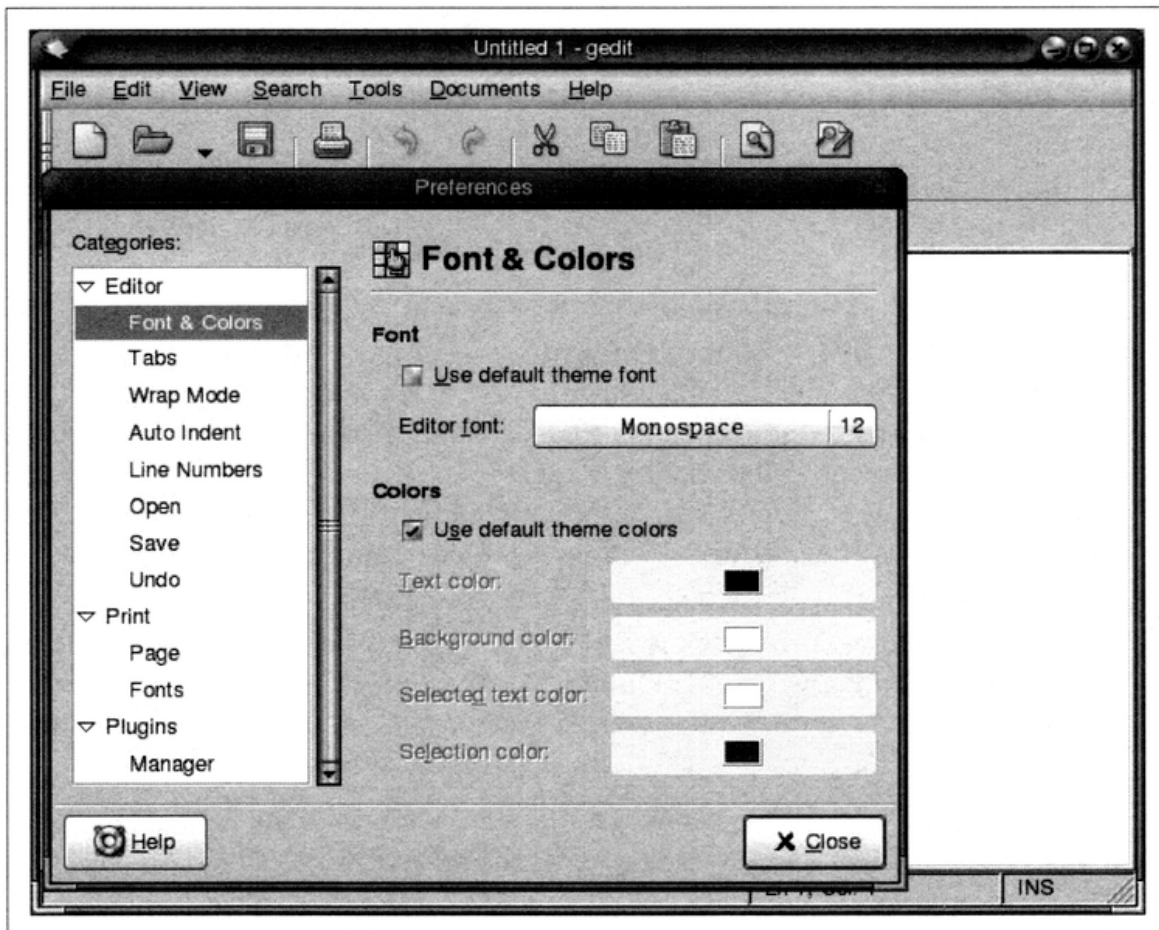 Untitled 1 - gedit
File Edit View Search Tools Documents Help
Preferences
Categories:
Editor
Font & Colors
Tabs
Wrap Mode
Auto Indent
Line Numbers
Open
Save
Undo
Print
Page
Fonts
Plugins
Manager
Font & Colors
Font
Use default theme font
Editor font: Monospace 12
Colors
Use default theme colors
Text color:
Background color:
Selected text color:
Selection color:
Help
Close
INS